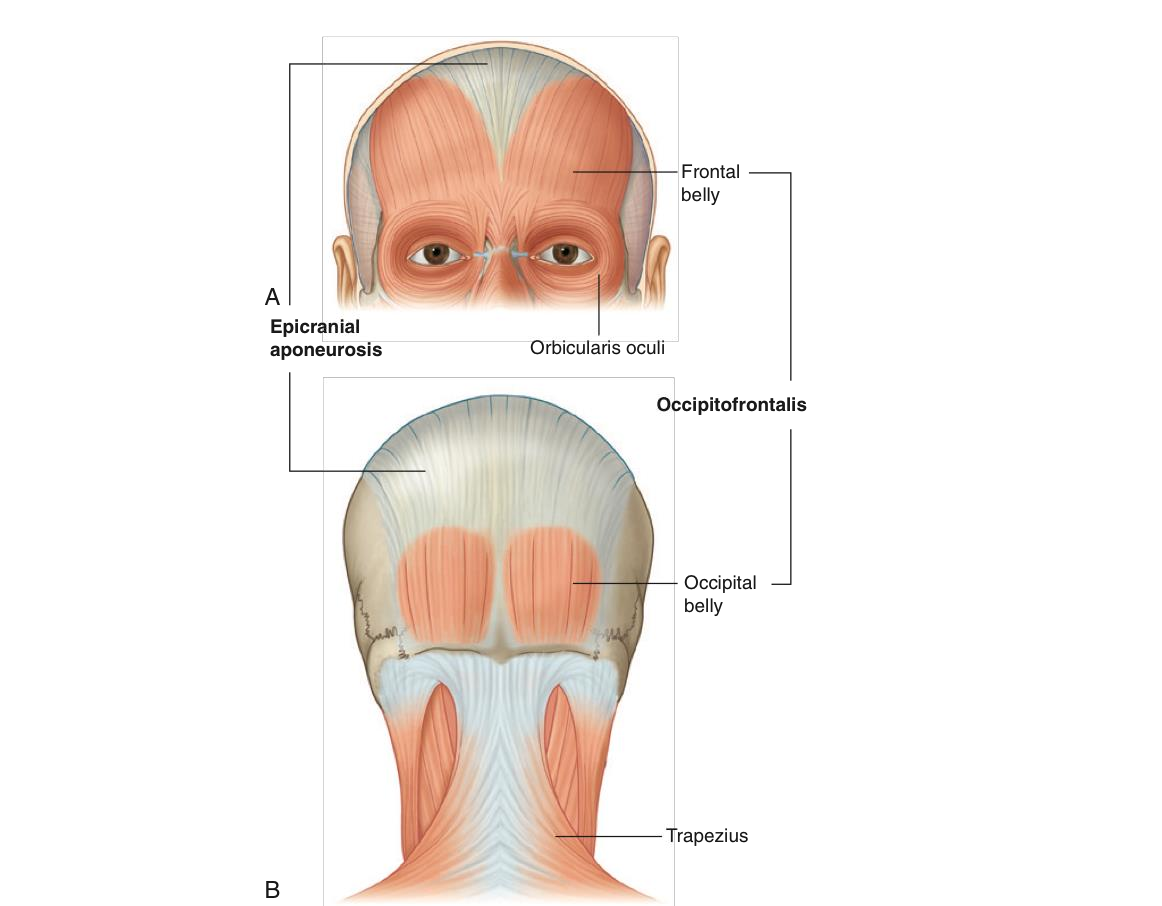 Frontal
belly
A
Epicranial
aponeurosis
Orbicularis oculi
Occipitofrontalis
Occipital
belly
Trapezius
B